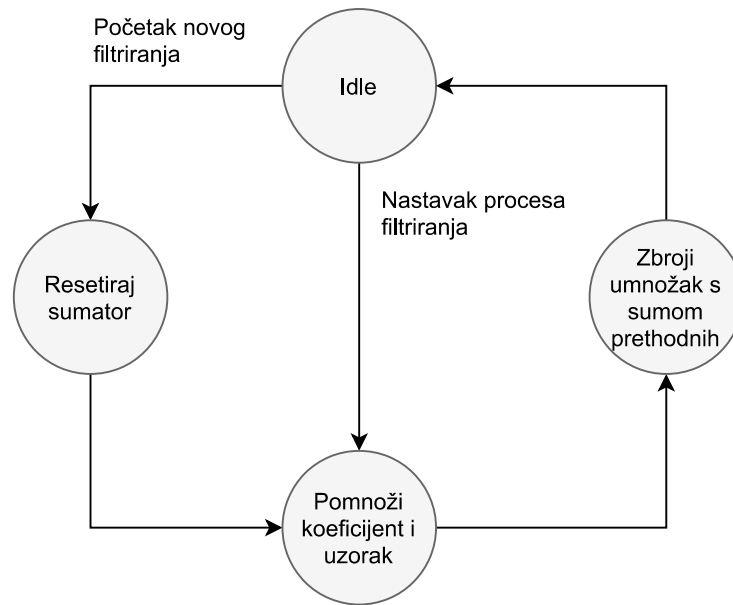 Početak novog
filtriranja
Idle
Nastavak procesa
filtriranja
Resetiraj
sumator
Zbroji
umnožak s
sumom
prethodnih
Pomnoži
koeficijent i
uzorak